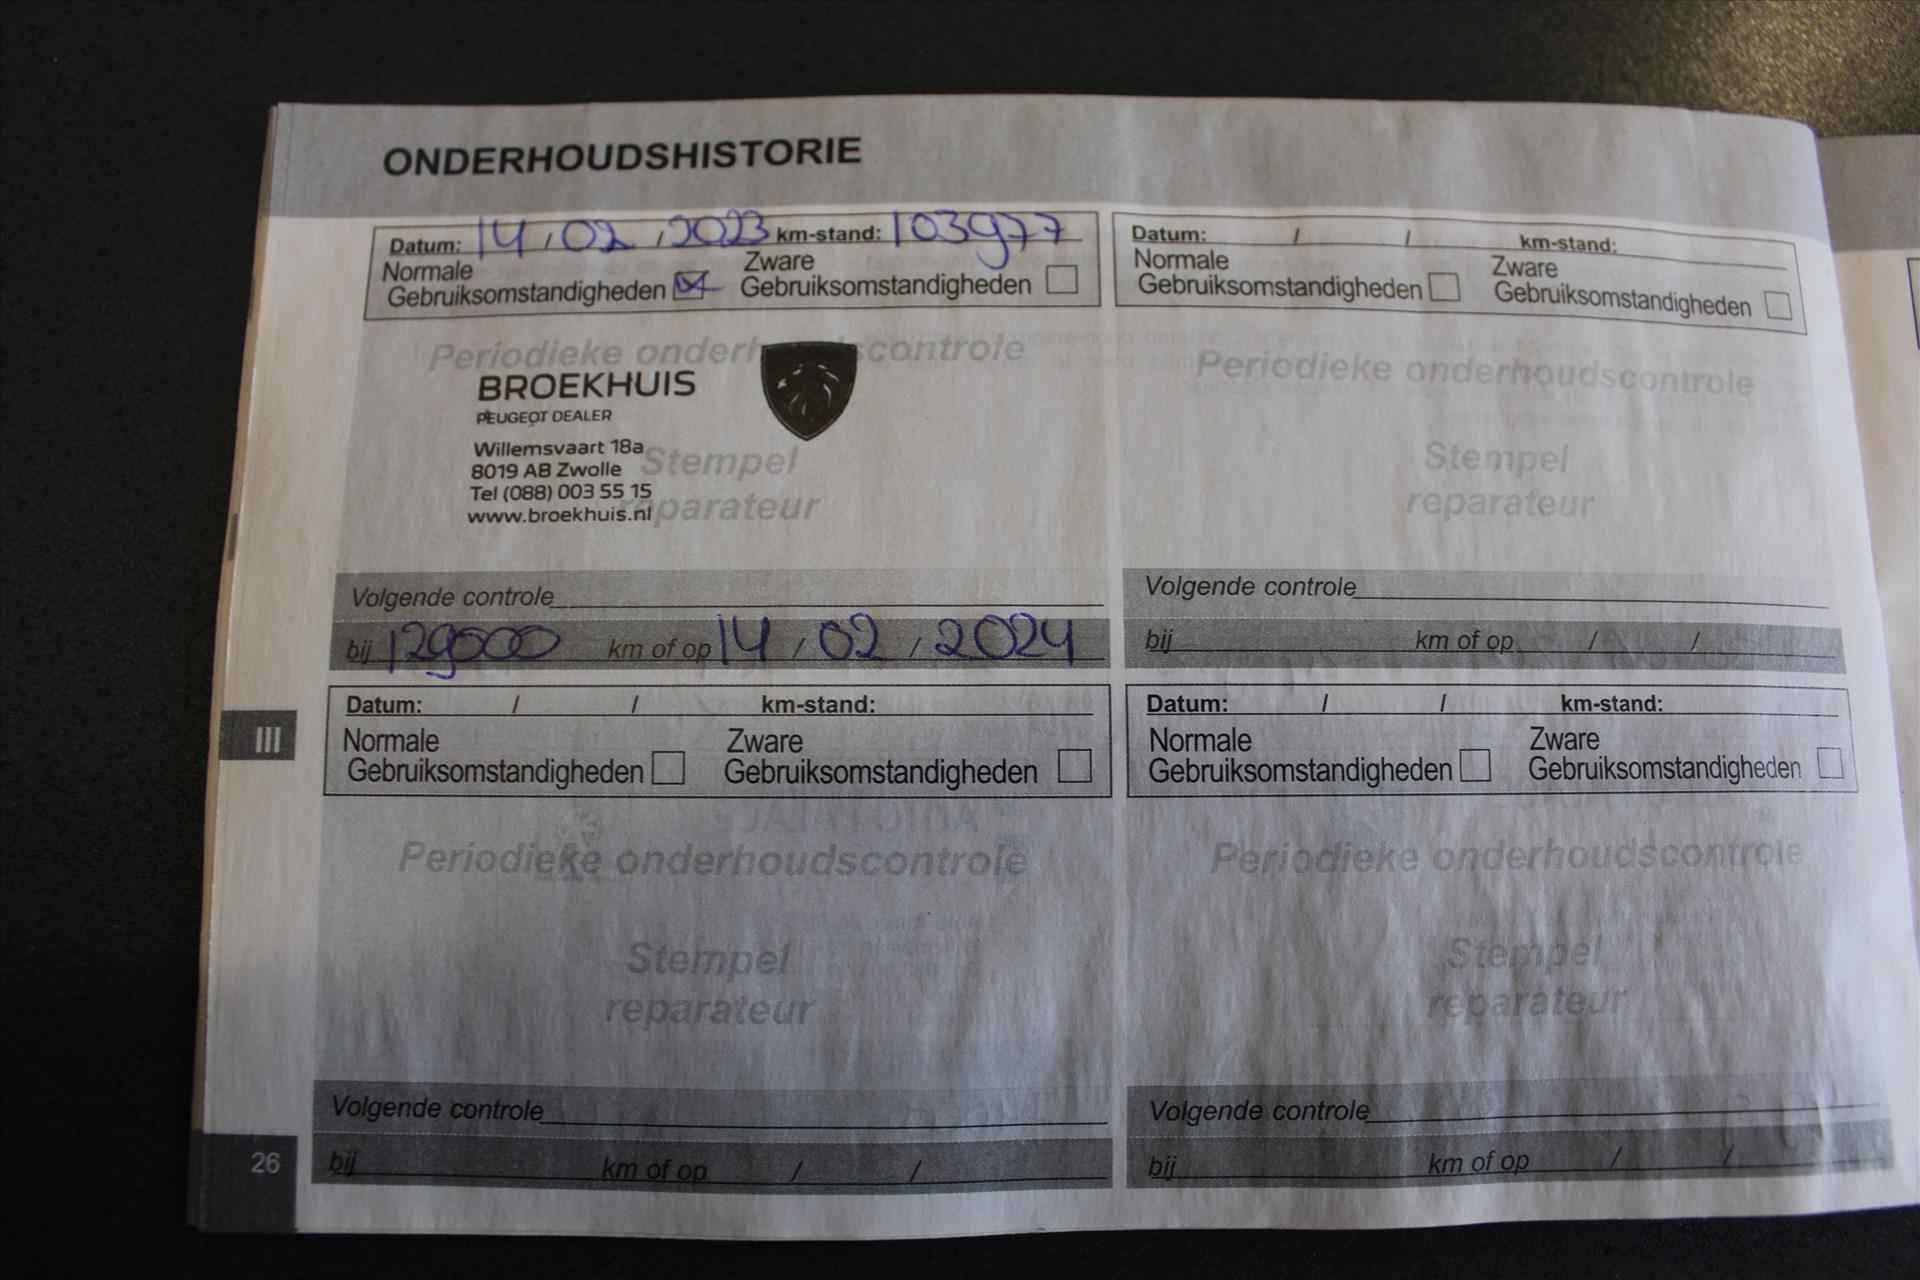 ONDERHOUDSHISTORIE
Datum: 14 / 02 / 2023 km-stand: 103977
Normale Zware
Gebruiksomstandigheden Gebruiksomstandigheden
Periodieke onderhoudscontrole
BROEKHUIS
PEUGEOT DEALER
Willemsvaart 18a
8019 AB Zwolle
Tel (088) 003 55 15
www.broekhuis.nl
Stempel
reparateur
Volgende controle
bij 129000 km of op 14 / 02 / 2024
Datum: / / km-stand:
Normale Zware
Gebruiksomstandigheden Gebruiksomstandigheden
Periodieke onderhoudscontrole
Stempel
reparateur
Volgende controle
bij km of op / /
III
Datum: / / km-stand:
Normale Zware
Gebruiksomstandigheden Gebruiksomstandigheden
Periodieke onderhoudscontrole
Stempel
reparateur
Volgende controle
bij km of op / /
Datum: / / km-stand:
Normale Zware
Gebruiksomstandigheden Gebruiksomstandigheden
Periodieke onderhoudscontrole
Stempel
reparateur
Volgende controle
bij km of op / /
26